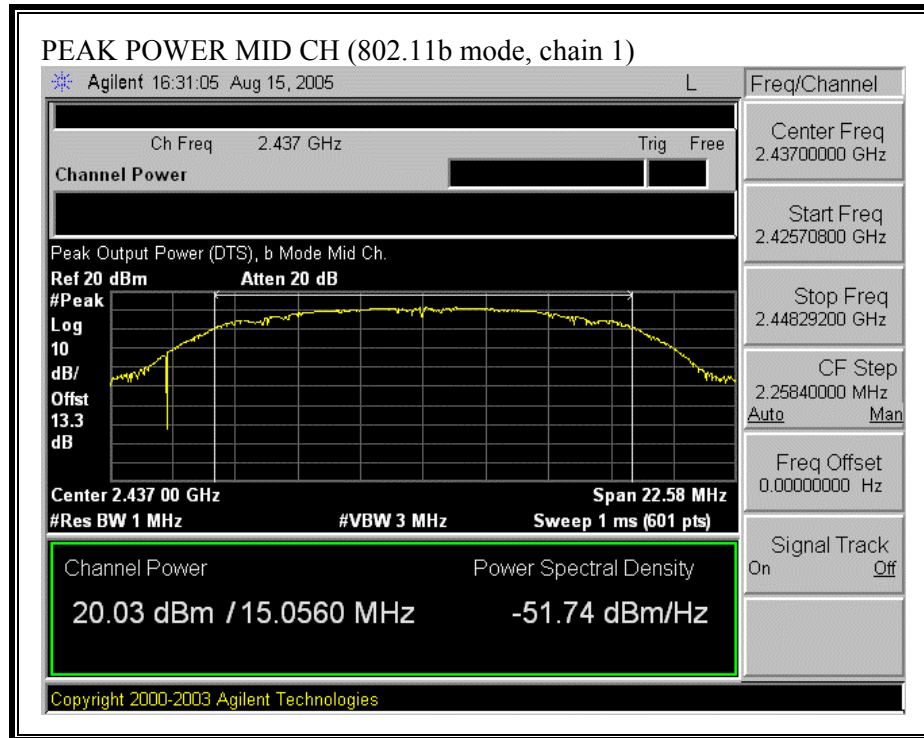 PEAK POWER MID CH (802.11b mode, chain 1)
Agilent 16:31:05 Aug 15, 2005 L
Freq/Channel
Ch Freq 2.437 GHz Trig Free
Channel Power
Center Freq
2.43700000 GHz
Start Freq
2.42570800 GHz
Stop Freq
2.44829200 GHz
CF Step
2.25840000 MHz
Auto Man
Freq Offset
0.00000000 Hz
Signal Track
On Off
Peak Output Power (DTS), b Mode Mid Ch.
Ref 20 dBm Atten 20 dB
#Peak
Log
10
dB/
Offst
13.3
dB
Center 2.437 00 GHz Span 22.58 MHz
#Res BW 1 MHz #VBW 3 MHz Sweep 1 ms (601 pts)
Channel Power Power Spectral Density
20.03 dBm / 15.0560 MHz -51.74 dBm/Hz
Copyright 2000-2003 Agilent Technologies